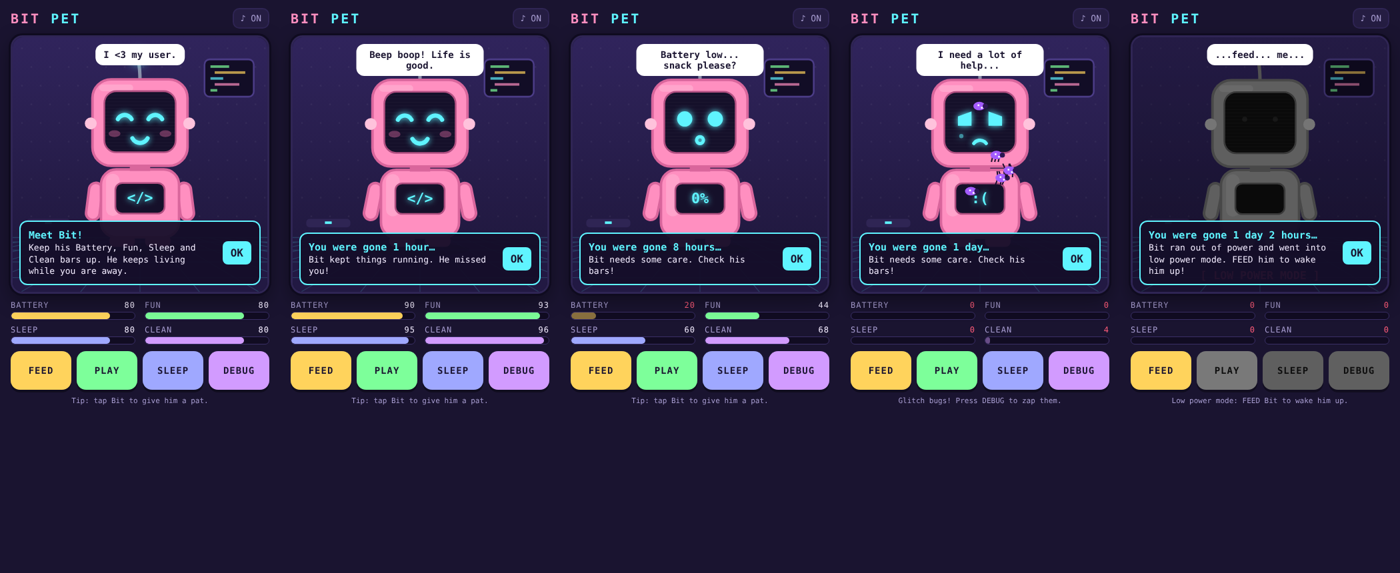 BIT PET
♪ ON
I <3 my user.
</>
Meet Bit!
Keep his Battery, Fun, Sleep and
Clean bars up. He keeps living
while you are away.
OK
BATTERY 80 FUN 80
SLEEP 80 CLEAN 80
FEED PLAY SLEEP DEBUG
Tip: tap Bit to give him a pat.
BIT PET
♪ ON
Beep boop! Life is
good.
</>
You were gone 1 hour…
Bit kept things running. He missed
you!
OK
BATTERY 90 FUN 93
SLEEP 95 CLEAN 96
FEED PLAY SLEEP DEBUG
Tip: tap Bit to give him a pat.
BIT PET
♪ ON
Battery low...
snack please?
0%
You were gone 8 hours…
Bit needs some care. Check his
bars!
OK
BATTERY 20 FUN 44
SLEEP 60 CLEAN 68
FEED PLAY SLEEP DEBUG
Tip: tap Bit to give him a pat.
BIT PET
♪ ON
I need a lot of
help...
:(
You were gone 1 day…
Bit needs some care. Check his
bars!
OK
BATTERY 0 FUN 0
SLEEP 0 CLEAN 4
FEED PLAY SLEEP DEBUG
Glitch bugs! Press DEBUG to zap them.
BIT PET
♪ ON
...feed... me...
You were gone 1 day 2 hours…
Bit ran out of power and went into
low power mode. FEED him to wake
him up!
OK
[ LOW POWER MODE ]
BATTERY 0 FUN 0
SLEEP 0 CLEAN 0
FEED PLAY SLEEP DEBUG
Low power mode: FEED Bit to wake him up.